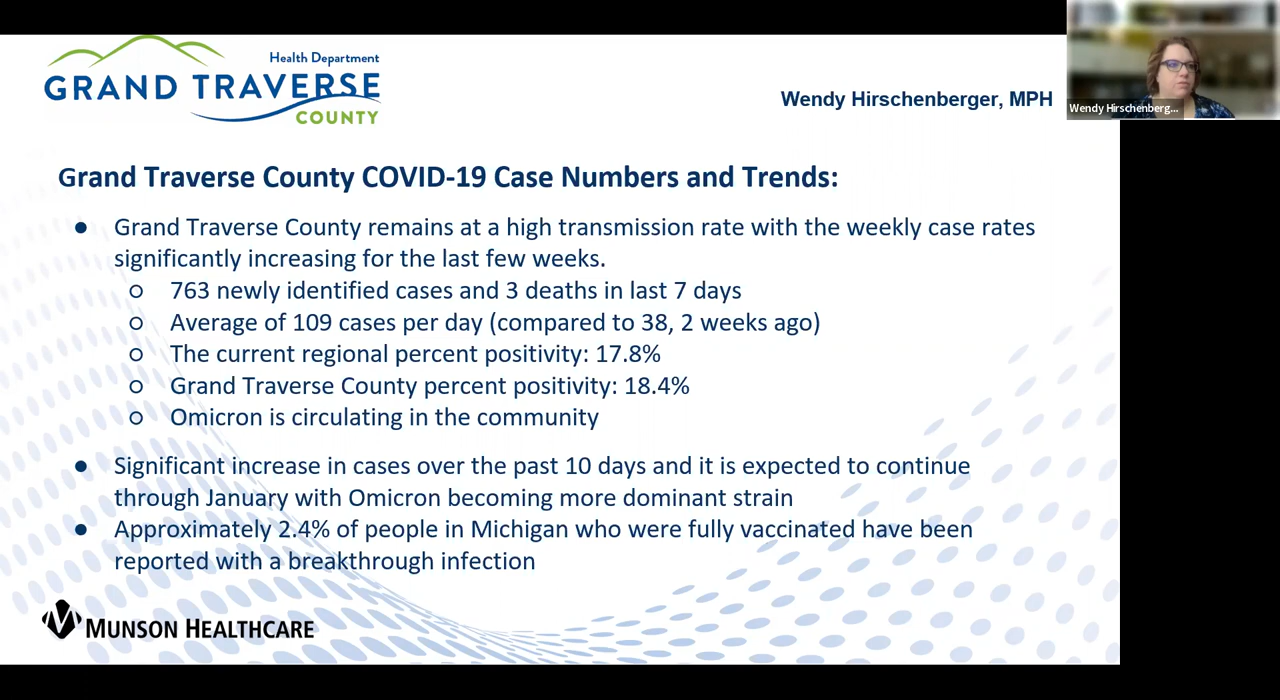 Health Department
GRAND TRAVERSE
COUNTY
Wendy Hirschenberger, MPH
Wendy Hirschenberg...
Grand Traverse County COVID-19 Case Numbers and Trends:
● Grand Traverse County remains at a high transmission rate with the weekly case rates
significantly increasing for the last few weeks.
○ 763 newly identified cases and 3 deaths in last 7 days
○ Average of 109 cases per day (compared to 38, 2 weeks ago)
○ The current regional percent positivity: 17.8%
○ Grand Traverse County percent positivity: 18.4%
○ Omicron is circulating in the community
● Significant increase in cases over the past 10 days and it is expected to continue
through January with Omicron becoming more dominant strain
● Approximately 2.4% of people in Michigan who were fully vaccinated have been
reported with a breakthrough infection
MUNSON HEALTHCARE